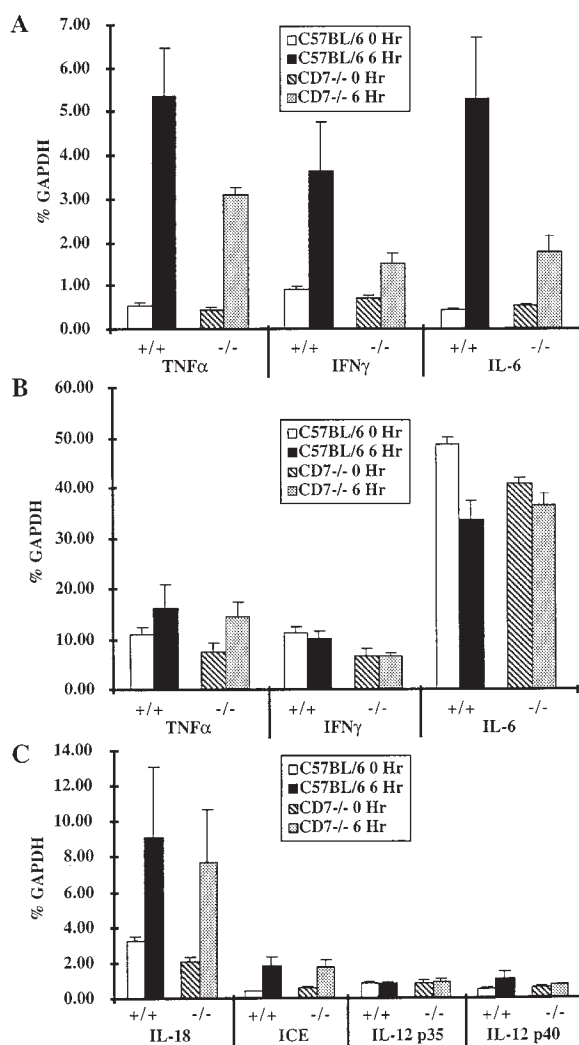 A
C57BL/6 0 Hr
C57BL/6 6 Hr
CD7-/- 0 Hr
CD7-/- 6 Hr
% GAPDH
7.00
6.00
5.00
4.00
3.00
2.00
1.00
0.00
+/+ -/- +/+ -/- +/+ -/-
TNFα IFNγ IL-6
B
C57BL/6 0 Hr
C57BL/6 6 Hr
CD7-/- 0 Hr
CD7-/- 6 Hr
% GAPDH
60.00
50.00
40.00
30.00
20.00
10.00
0.00
+/+ -/- +/+ -/- +/+ -/-
TNFα IFNγ IL-6
C
C57BL/6 0 Hr
C57BL/6 6 Hr
CD7-/- 0 Hr
CD7-/- 6 Hr
% GAPDH
14.00
12.00
10.00
8.00
6.00
4.00
2.00
0.00
+/+ -/- +/+ -/- +/+ -/- +/+ -/-
IL-18 ICE IL-12 p35 IL-12 p40